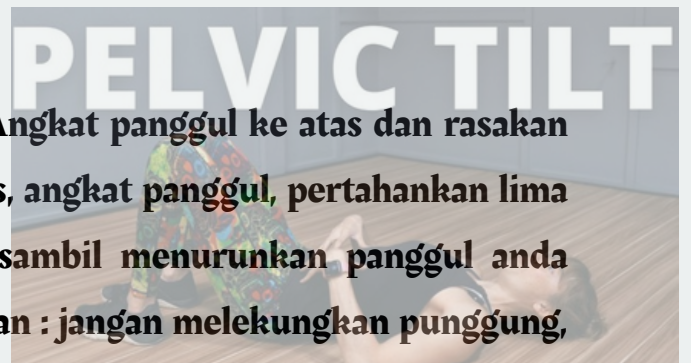 PELVIC TILT
Angkat panggul ke atas dan rasakan
angkat panggul, pertahankan lima
sambil menurunkan panggul anda
: jangan melekungkan punggung,